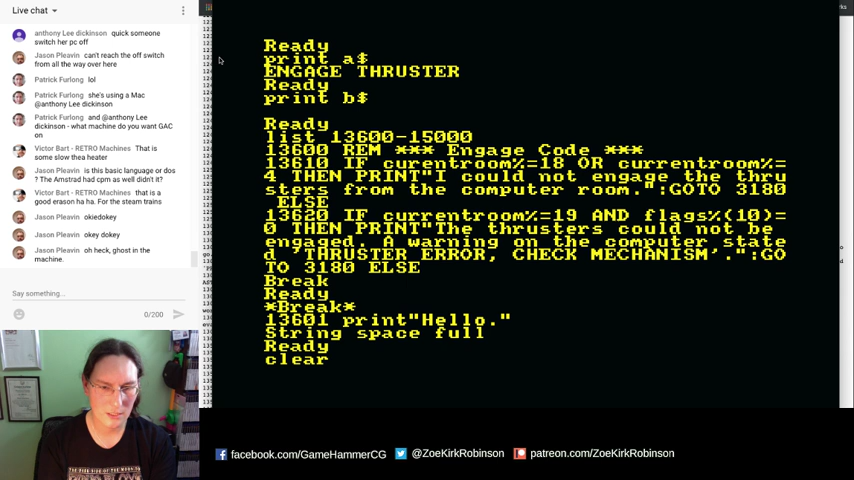 Live chat
anthony Lee dickinson quick someone
switch her pc off
Jason Pleavin can't reach the off switch
from all the way over here
Patrick Furlong lol
Patrick Furlong she's using a Mac
@anthony Lee dickinson
Patrick Furlong and @anthony Lee
dickinson - what machine do you want GAC
on
Victor Bart - RETRO Machines That is
some slow thea heater
Jason Pleavin is this basic language or dos
? The Amstrad had cpm as well didn't it?
Victor Bart - RETRO Machines that is a
good erason ha ha. For the steam trains
Jason Pleavin okiedokey
Jason Pleavin okey dokey
Jason Pleavin oh heck, ghost in the
machine.
Say something...
0/200
Ready
print a$
ENGAGE THRUSTER
Ready
print b$
Ready
list 13600-15000
13600 REM *** Engage Code ***
13610 IF curentroom%=18 OR currentroom%=
4 THEN PRINT"I could not engage the thru
sters from the computer room.":GOTO 3180
ELSE
13620 IF currentroom%=19 AND flags%(10)=
0 THEN PRINT"The thrusters could not be
engaged. A warning on the computer state
d 'THRUSTER ERROR, CHECK MECHANISM'.":GO
TO 3180 ELSE
Break
Ready
*Break*
13601 print"Hello."
String space full
Ready
clear
facebook.com/GameHammerCG @ZoeKirkRobinson patreon.com/ZoeKirkRobinson